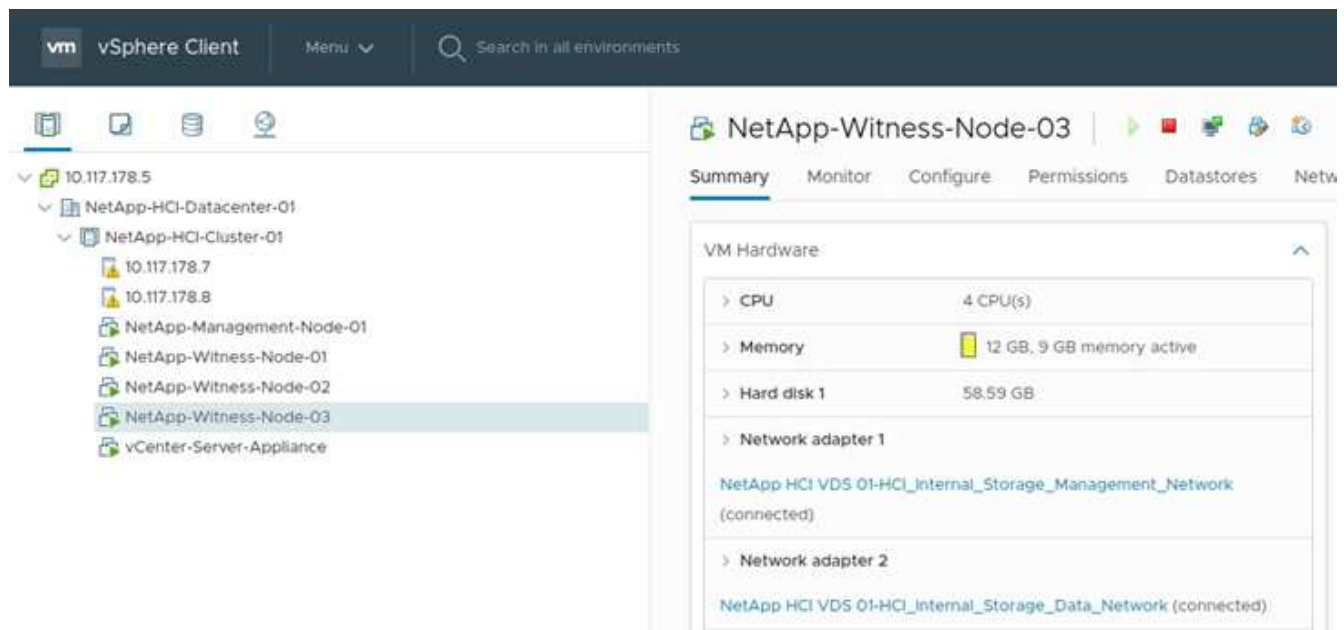 vm vSphere Client Menu Search in all environments
10.117.178.5
NetApp-HCI-Datacenter-01
NetApp-HCI-Cluster-01
10.117.178.7
10.117.178.8
NetApp-Management-Node-01
NetApp-Witness-Node-01
NetApp-Witness-Node-02
NetApp-Witness-Node-03
vCenter-Server-Appliance
NetApp-Witness-Node-03
Summary Monitor Configure Permissions Datastores Netw
VM Hardware
CPU 4 CPU(s)
Memory 12 GB, 9 GB memory active
Hard disk 1 58.59 GB
Network adapter 1
NetApp HCI VDS 01-HCI_Internal_Storage_Management_Network
(connected)
Network adapter 2
NetApp HCI VDS 01-HCI_Internal_Storage_Data_Network (connected)